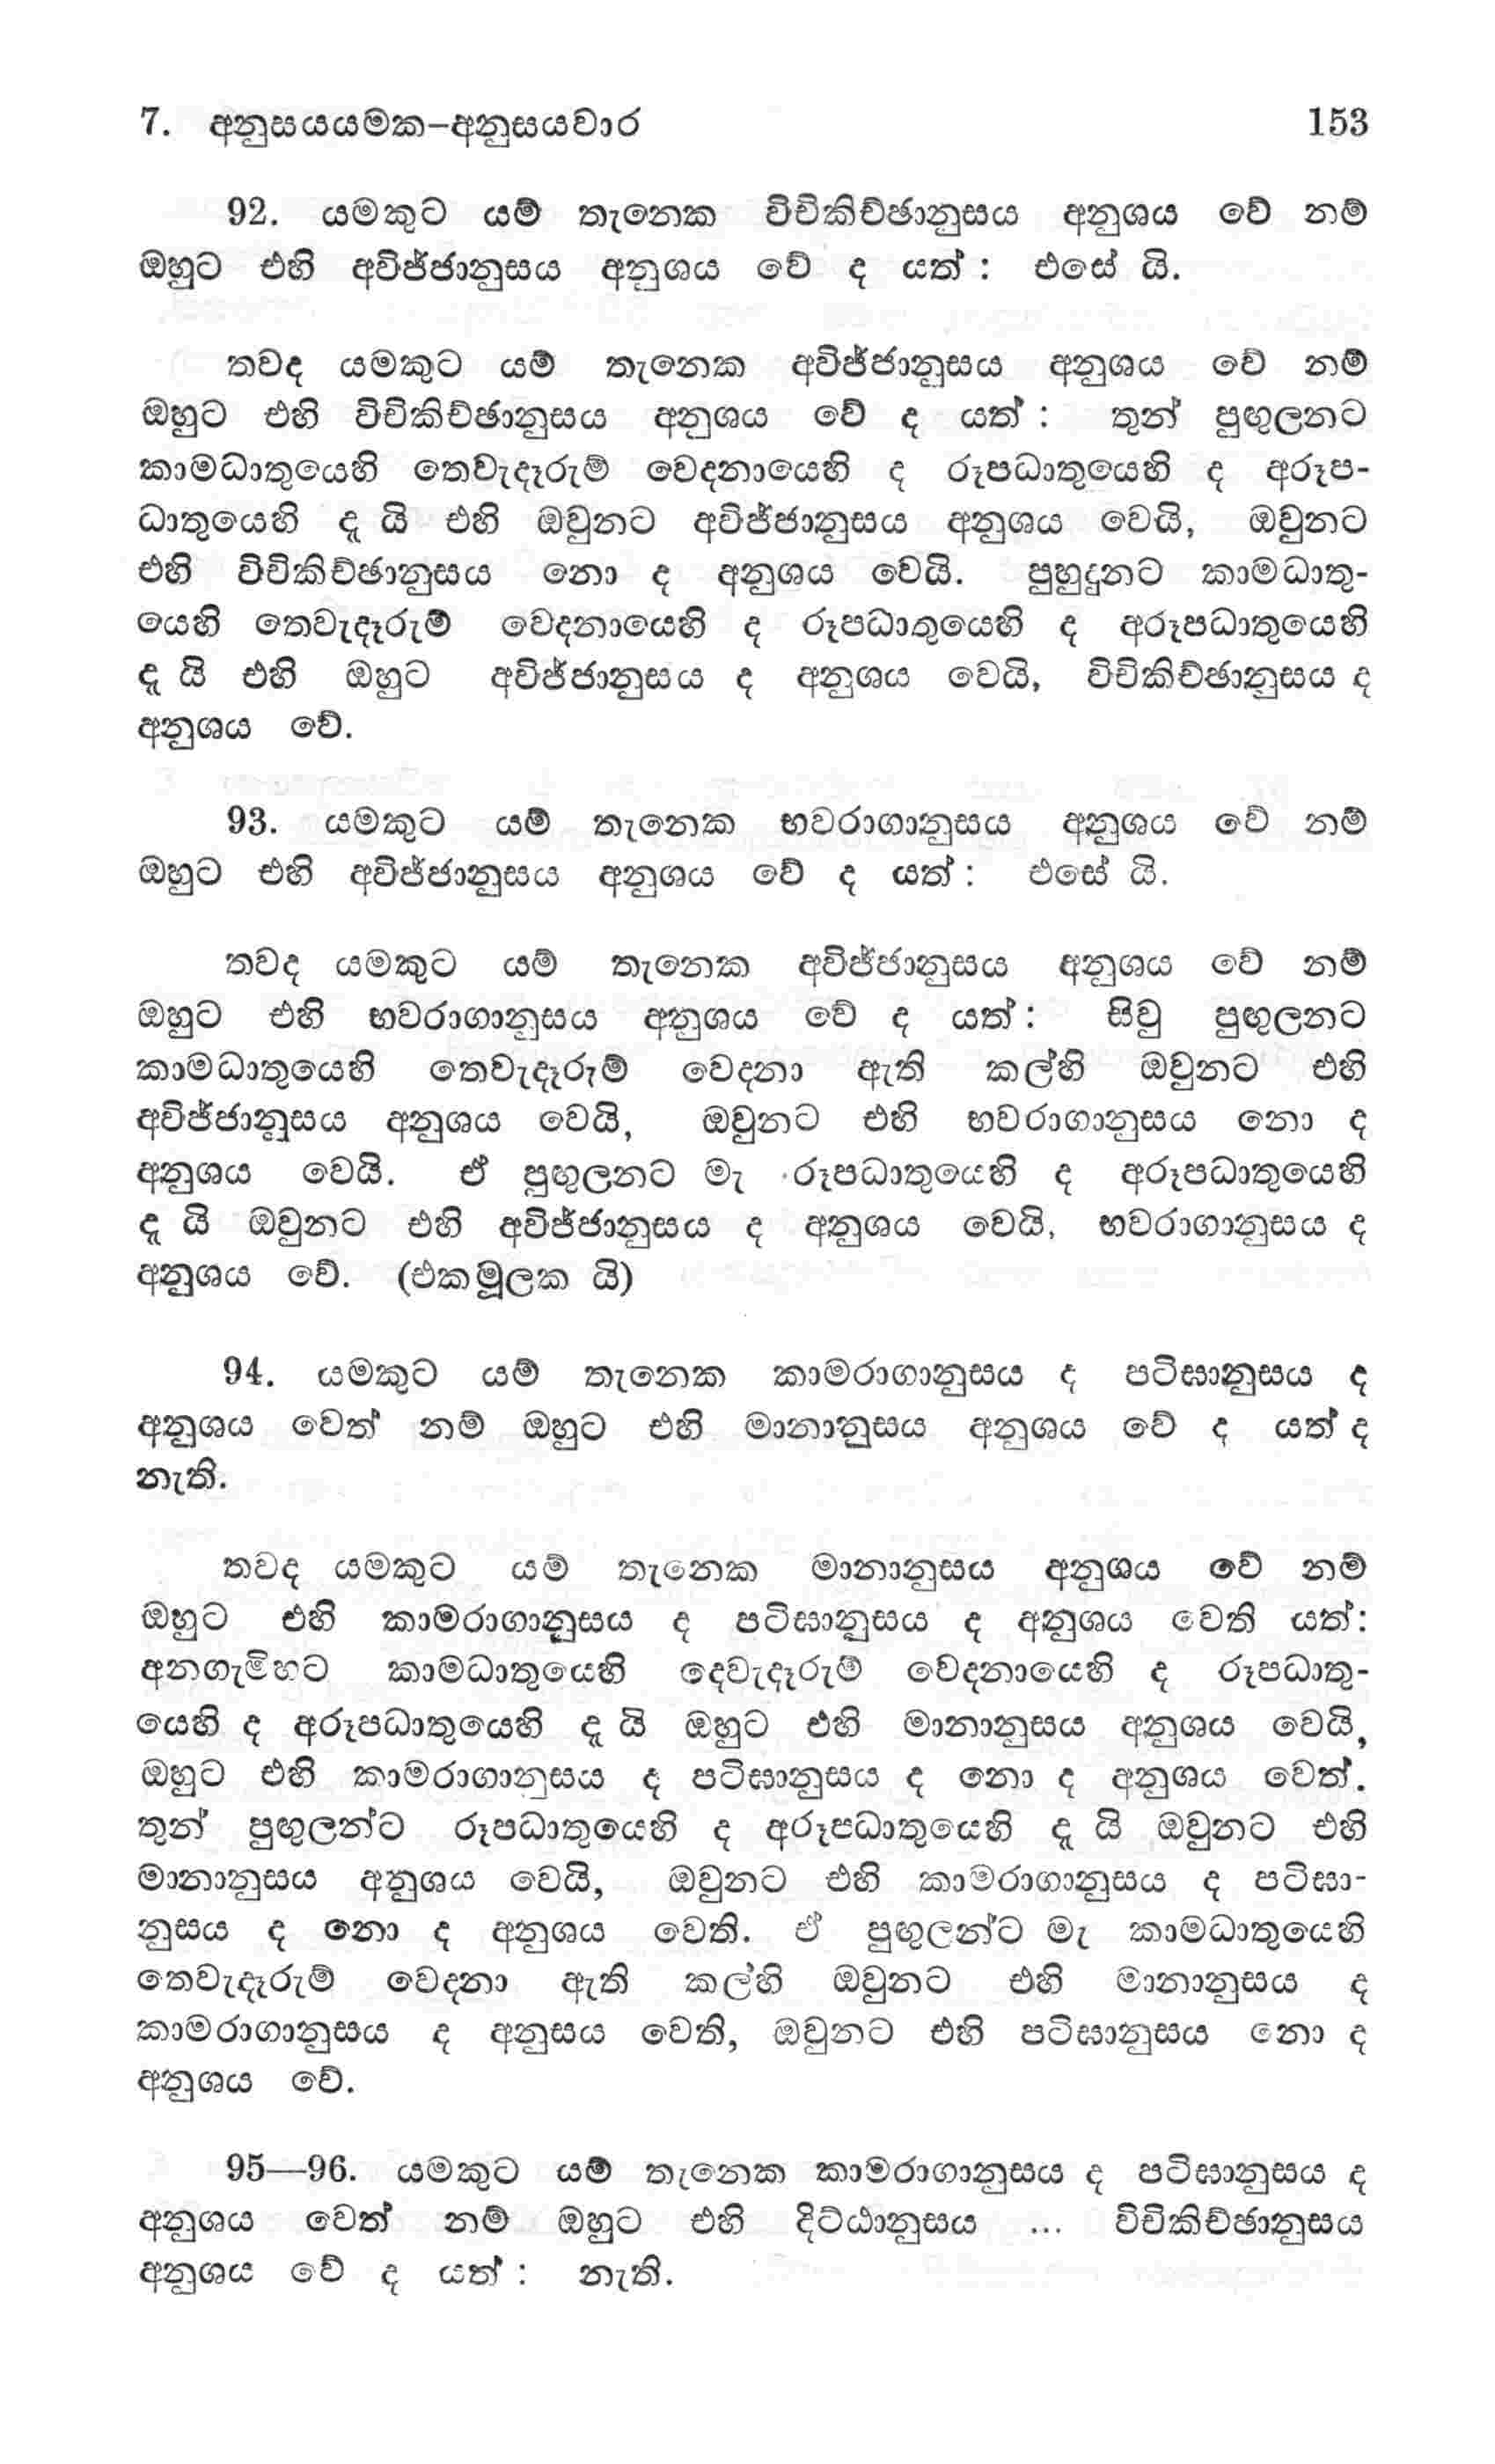 7. අනුසයයමක–අනුසයවාර 153
92. යමකුට යම් තැනෙක විචිකිච්ඡානුසය අනුශය වේ නම්
ඔහුට එහි අවිජ්ජානුසය අනුශය වේ ද යත් : එසේ යි.
තවද යමකුට යම් තැනෙක අවිජ්ජානුසය අනුශය වේ නම්
ඔහුට එහි විචිකිච්ඡානුසය අනුශය වේ ද යත් : තුන් පුඟුලනට
කාමධාතුයෙහි තෙවැදෑරුම් වෙදනායෙහි ද රූපධාතුයෙහි ද අරූප-
ධාතුයෙහි දැ යි එහි ඔවුනට අවිජ්ජානුසය අනුශය වෙයි, ඔවුනට
එහි විචිකිච්ඡානුසය නො ද අනුශය වෙයි. පුහුදුනට කාමධාතු-
යෙහි තෙවැදෑරුම් වෙදනායෙහි ද රූපධාතුයෙහි ද අරූපධාතුයෙහි
දැ යි එහි ඔහුට අවිජ්ජානුසය ද අනුශය වෙයි, විචිකිච්ඡානුසය ද
අනුශය වේ.
93. යමකුට යම් තැනෙක භවරාගානුසය අනුශය වේ නම්
ඔහුට එහි අවිජ්ජානුසය අනුශය වේ ද යත් : එසේ යි.
තවද යමකුට යම් තැනෙක අවිජ්ජානුසය අනුශය වේ නම්
ඔහුට එහි භවරාගානුසය අනුශය වේ ද යත් : සිවු පුඟුලනට
කාමධාතුයෙහි තෙවැදෑරුම් වෙදනා ඇති කල්හි ඔවුනට එහි
අවිජ්ජානුසය අනුශය වෙයි, ඔවුනට එහි භවරාගානුසය නො ද
අනුශය වෙයි. ඒ පුඟුලනට මැ රූපධාතුයෙහි ද අරූපධාතුයෙහි
දැ යි ඔවුනට එහි අවිජ්ජානුසය ද අනුශය වෙයි, භවරාගානුසය ද
අනුශය වේ. (එකමූලක යි)
94. යමකුට යම් තැනෙක කාමරාගානුසය ද පටිඝානුසය ද
අනුශය වෙත් නම් ඔහුට එහි මානානුසය අනුශය වේ ද යත් ද
නැති.
තවද යමකුට යම් තැනෙක මානානුසය අනුශය වේ නම්
ඔහුට එහි කාමරාගානුසය ද පටිඝානුසය ද අනුශය වෙති යත්:
අනගැමිහට කාමධාතුයෙහි දෙවැදෑරුම් වෙදනායෙහි ද රූපධාතු-
යෙහි ද අරූපධාතුයෙහි දැ යි ඔහුට එහි මානානුසය අනුශය වෙයි,
ඔහුට එහි කාමරාගානුසය ද පටිඝානුසය ද නො ද අනුශය වෙත්.
තුන් පුඟුලන්ට රූපධාතුයෙහි ද අරූපධාතුයෙහි දැ යි ඔවුනට එහි
මානානුසය අනුශය වෙයි, ඔවුනට එහි කාමරාගානුසය ද පටිඝා-
නුසය ද නො ද අනුශය වෙති. ඒ පුඟුලන්ට මැ කාමධාතුයෙහි
තෙවැදෑරුම් වෙදනා ඇති කල්හි ඔවුනට එහි මානානුසය ද
කාමරාගානුසය ද අනුසය වෙති, ඔවුනට එහි පටිඝානුසය නො ද
අනුශය වේ.
95—96. යමකුට යම් තැනෙක කාමරාගානුසය ද පටිඝානුසය ද
අනුශය වෙත් නම් ඔහුට එහි දිට්ඨානුසය ... විචිකිච්ඡානුසය
අනුශය වේ ද යත් : නැති.